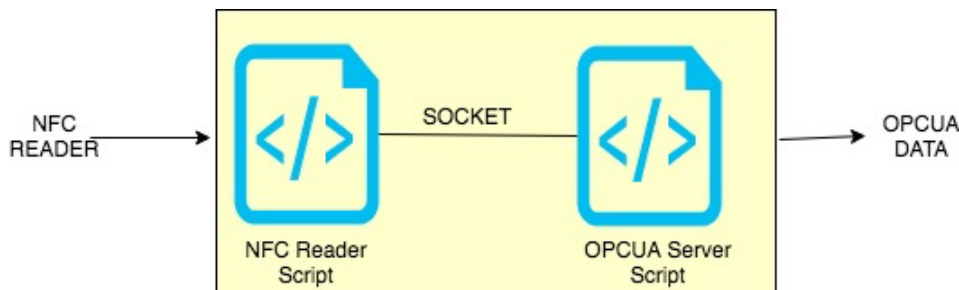 NFC
READER
SOCKET
OPCUA
DATA
</>
</>
NFC Reader
Script
OPCUA Server
Script